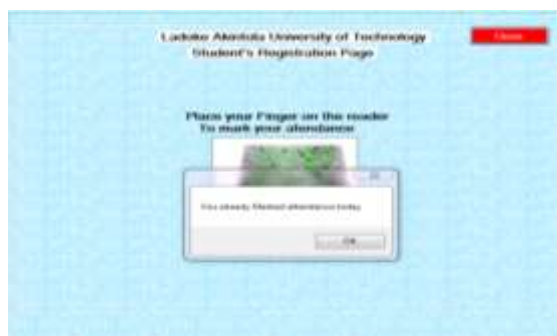 Ladoke Akintola University of Technology
Student's Registration Page
Place your Finger on the reader
To mark your atendance
You already Marked attendance today
OK